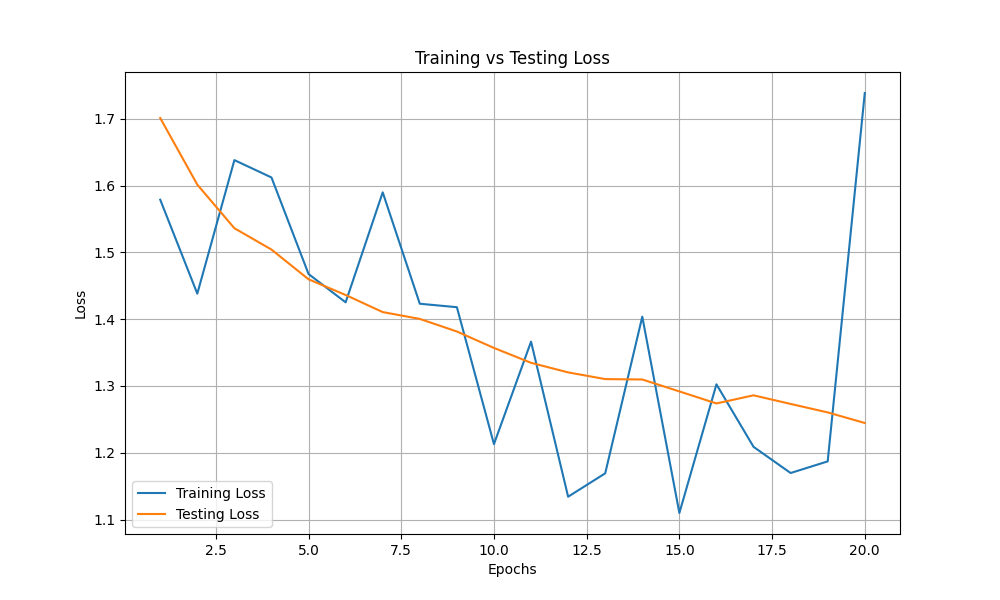 Training vs Testing Loss
Loss
1.7
1.6
1.5
1.4
1.3
1.2
1.1
Training Loss
Testing Loss
2.5 5.0 7.5 10.0 12.5 15.0 17.5 20.0
Epochs